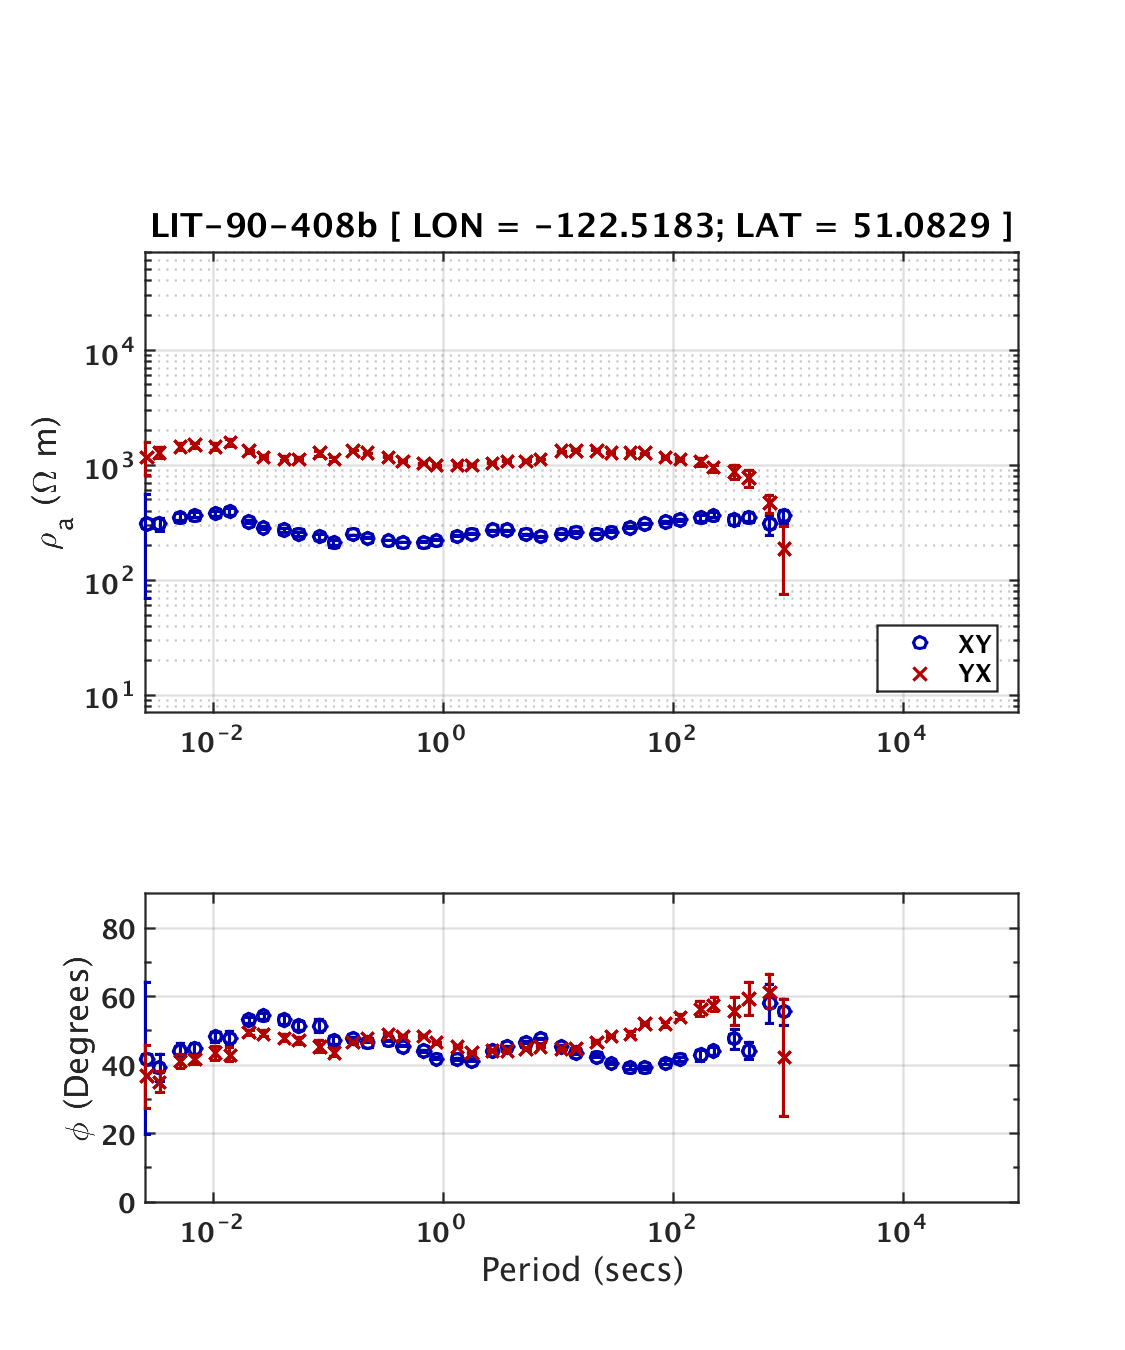 LIT-90-408b [ LON = -122.5183; LAT = 51.0829 ]
ρa (Ω m)
10^4
10^3
10^2
10^1
XY
YX
10^-2 10^0 10^2 10^4
ϕ (Degrees)
80
60
40
20
0
10^-2 10^0 10^2 10^4
Period (secs)